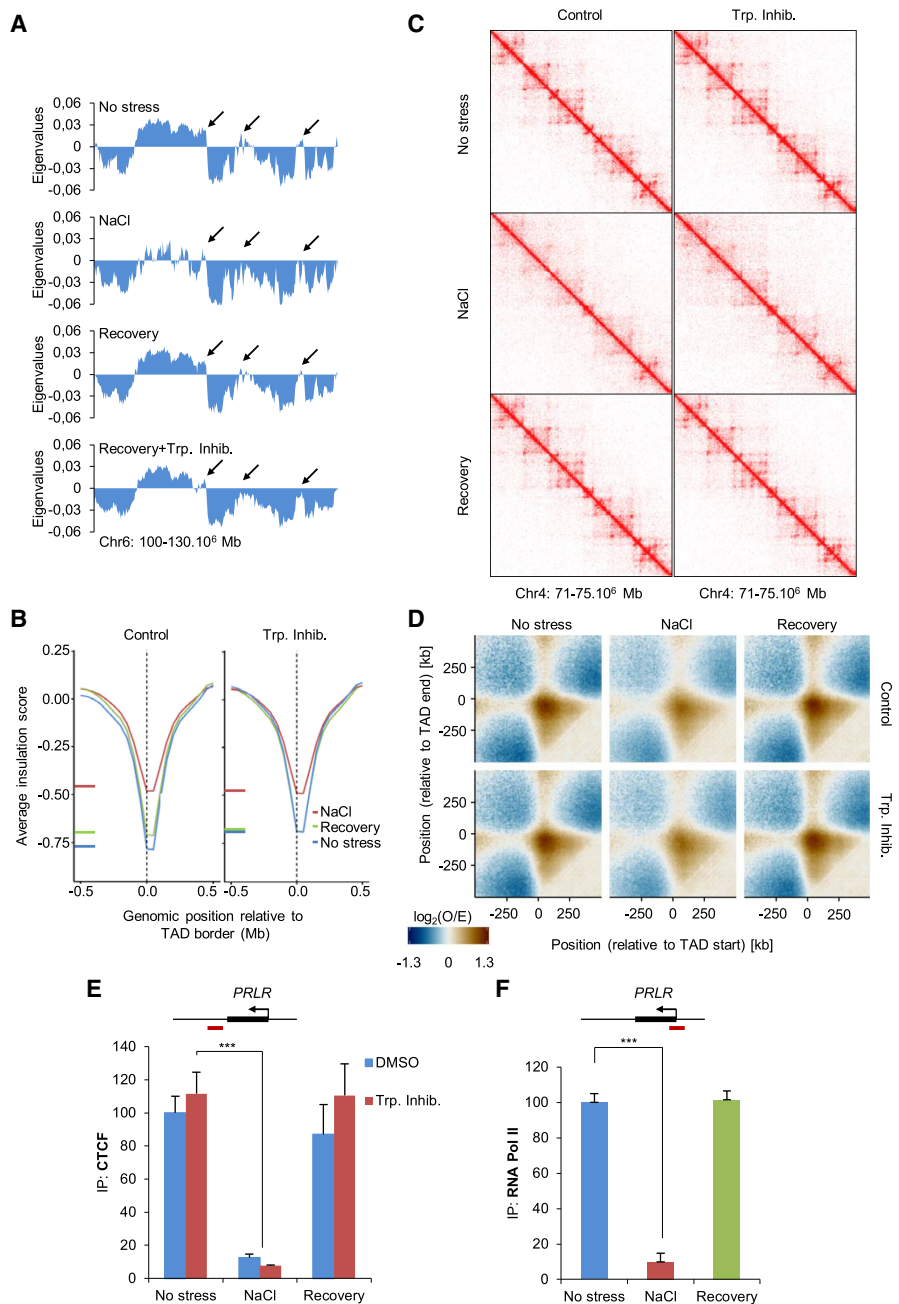 A
No stress
0,06
0,03
0
-0.03
-0,06
Eigenvalues
NaCl
0,06
0,03
0
-0.03
-0,06
Eigenvalues
Recovery
0,06
0,03
0
-0.03
-0,06
Eigenvalues
Recovery+Trp. Inhib.
0,06
0,03
0
-0.03
-0,06
Eigenvalues
Chr6: 100-130.10⁶ Mb
B
Control
Trp. Inhib.
0.25
0.00
-0.25
-0.50
-0.75
Average insulation score
NaCl
Recovery
No stress
-0.5
0.0
0.5
-0.5
0.0
0.5
Genomic position relative to
TAD border (Mb)
C
Control
Trp. Inhib.
No stress
NaCl
Recovery
Chr4: 71-75.10⁶ Mb
Chr4: 71-75.10⁶ Mb
D
No stress
NaCl
Recovery
Control
Trp. Inhib.
250
0
-250
250
0
-250
Position (relative to TAD end) [kb]
-250
0
250
-250
0
250
-250
0
250
Position (relative to TAD start) [kb]
log₂(O/E)
-1.3
0
1.3
E
PRLR
140
120
100
80
60
40
20
0
IP: CTCF
***
DMSO
Trp. Inhib.
No stress
NaCl
Recovery
F
PRLR
120
100
80
60
40
20
0
IP: RNA Pol II
***
No stress
NaCl
Recovery